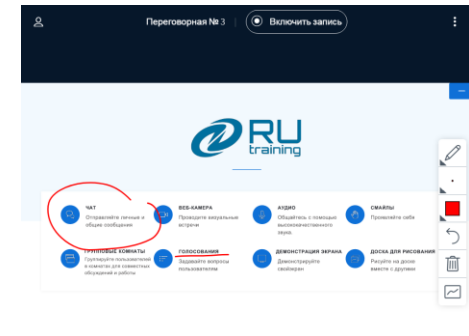 Переговорная № 3
Включить запись
RU
training
ЧАТ
Отправляйте личные и
общие сообщения
ВЕБ-КАМЕРА
Проводите визуальные
встречи
АУДИО
Общайтесь с помощью
высококачественного
звука
СМАЙЛЫ
Проявляйте себя
ГРУППОВЫЕ КОМНАТЫ
Группируйте пользователей
в комнатах для совместных
обсуждений и работы
ГОЛОСОВАНИЯ
Задавайте вопросы
пользователям
ДЕМОНСТРАЦИЯ ЭКРАНА
Демонстрируйте
свой экран
ДОСКА ДЛЯ РИСОВАНИЯ
Рисуйте на доске
вместе с другими